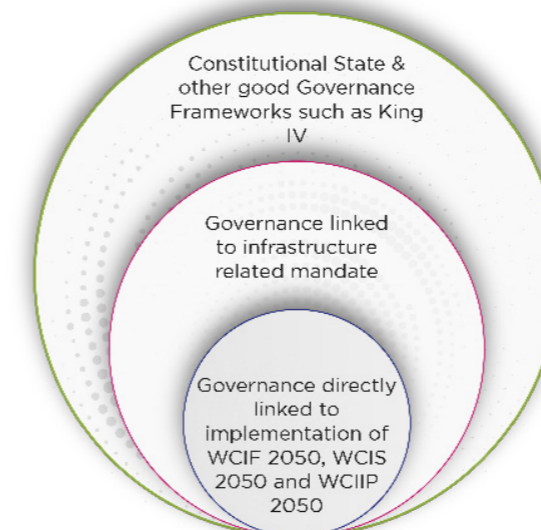 Constitutional State &
other good Governance
Frameworks such as King
IV
Governance linked
to infrastructure
related mandate
Governance directly
linked to
implementation of
WCIF 2050, WCIS
2050 and WCIIP
2050